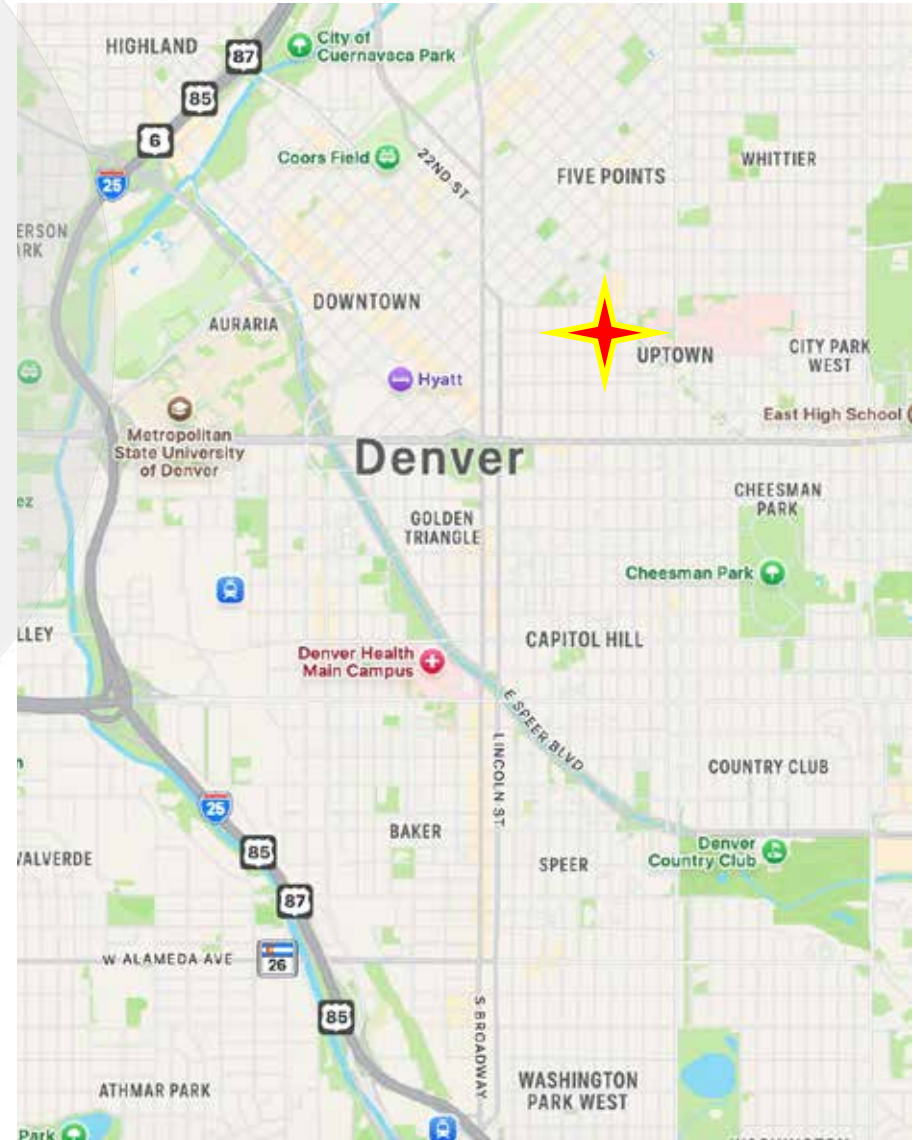 HIGHLAND
87
City of
Cuernavaca Park
85
6
Coors Field
22ND ST
25
FIVE POINTS
WHITTIER
ERSON
RK
DOWNTOWN
AURARIA
UPTOWN
CITY PARK
WEST
Hyatt
East High School
Metropolitan
State University
of Denver
Denver
ez
CHEESMAN
PARK
GOLDEN
TRIANGLE
Cheesman Park
LLEY
CAPITOL HILL
Denver Health
Main Campus
E SPEER BLVD
LINCOLN ST
COUNTRY CLUB
25
BAKER
85
VALVERDE
SPEER
Denver
Country Club
87
W ALAMEDA AVE
26
85
S BROADWAY
ATHMAR PARK
WASHINGTON
PARK WEST
Park